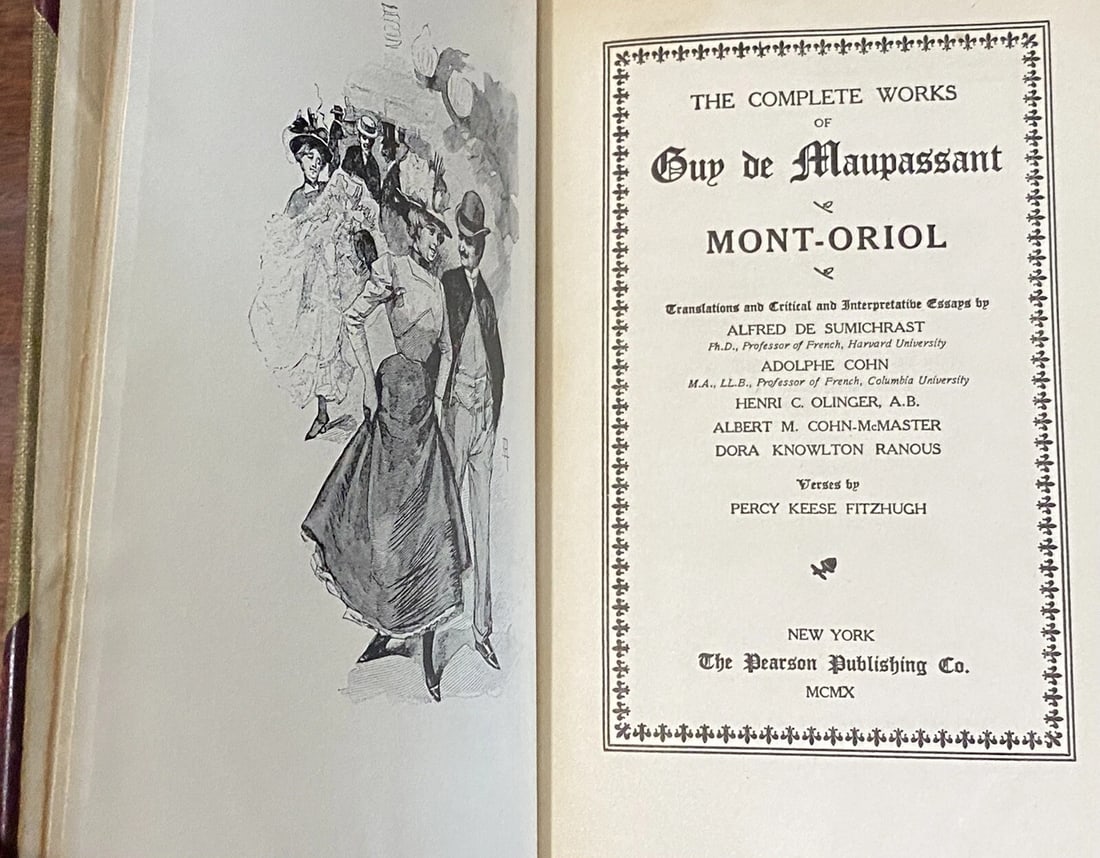 THE COMPLETE WORKS
OF
Guy de Maupassant
MONT-ORIOL
Translations and Critical and Interpretative Essays by
ALFRED DE SUMICHRAST
Ph.D., Professor of French, Harvard University
ADOLPHE COHN
M.A., LL.B., Professor of French, Columbia University
HENRI C. OLINGER, A.B.
ALBERT M. COHN-McMASTER
DORA KNOWLTON RANOUS
Verses by
PERCY KEESE FITZHUGH
NEW YORK
The Pearson Publishing Co.
MCMX